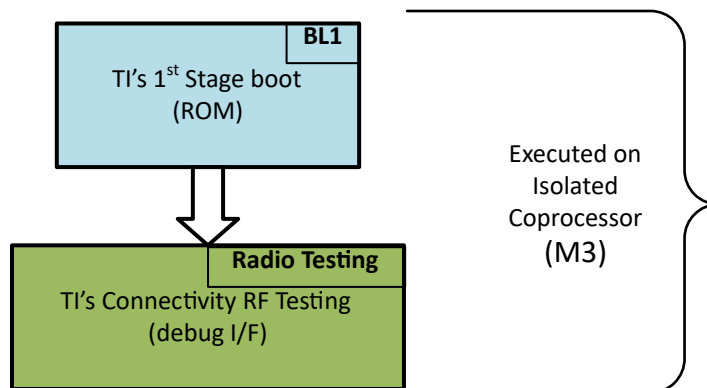 BL1
TI’s 1st Stage boot
(ROM)
Executed on
Isolated
Coprocessor
(M3)
Radio Testing
TI’s Connectivity RF Testing
(debug I/F)